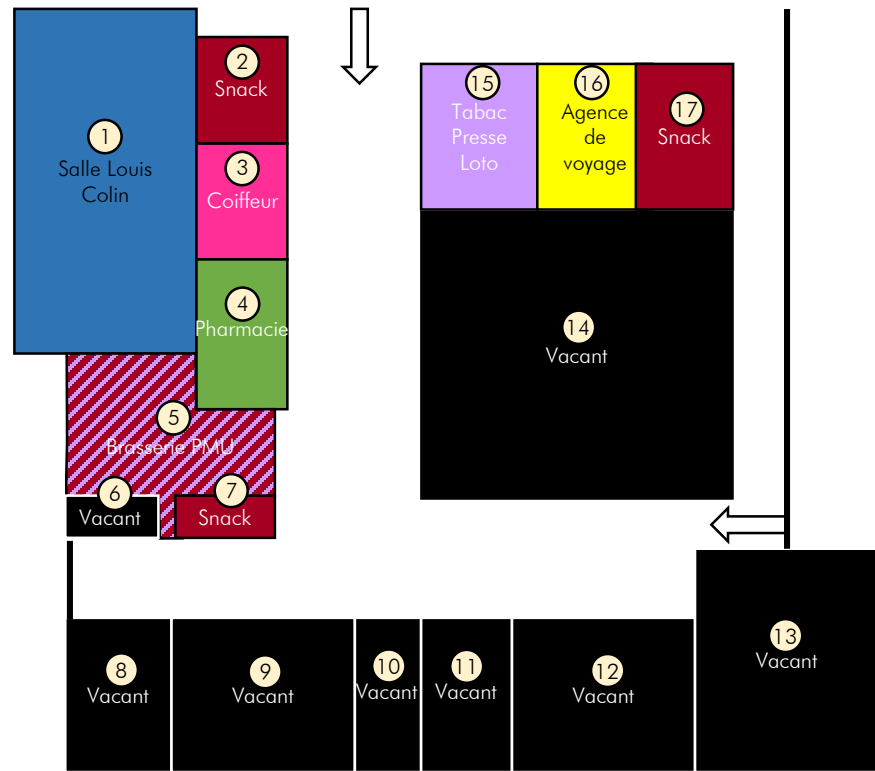 1
Salle Louis
Colin
2
Snack
3
Coiffeur
4
Pharmacie
5
Brasserie PMU
6
Vacant
7
Snack
8
Vacant
9
Vacant
10
Vacant
11
Vacant
12
Vacant
13
Vacant
14
Vacant
15
Tabac
Presse
Loto
16
Agence
de
voyage
17
Snack